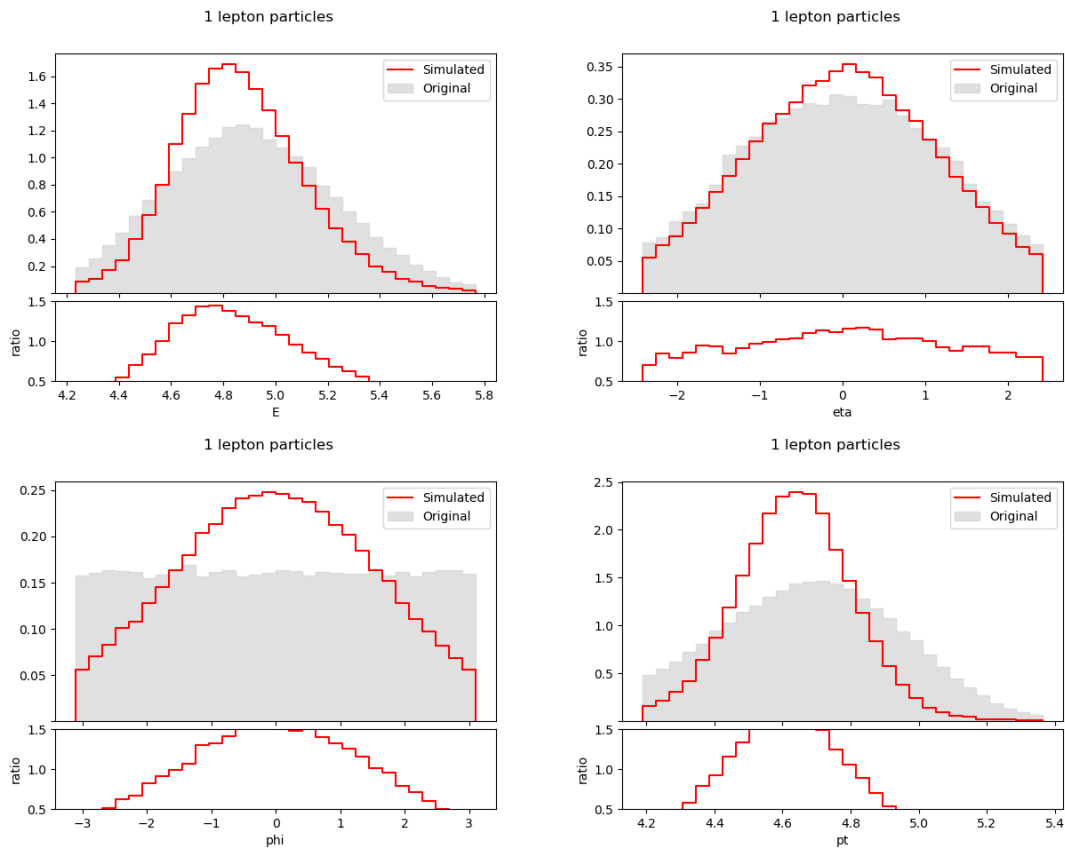 1 lepton particles
Simulated
Original
1.6
1.4
1.2
1.0
0.8
0.6
0.4
0.2
1.5
1.0
0.5
ratio
4.2 4.4 4.6 4.8 5.0 5.2 5.4 5.6 5.8
E
1 lepton particles
Simulated
Original
0.35
0.30
0.25
0.20
0.15
0.10
0.05
1.5
1.0
0.5
ratio
−2 −1 0 1 2
eta
1 lepton particles
Simulated
Original
0.25
0.20
0.15
0.10
0.05
1.5
1.0
0.5
ratio
−3 −2 −1 0 1 2 3
phi
1 lepton particles
Simulated
Original
2.5
2.0
1.5
1.0
0.5
1.5
1.0
0.5
ratio
4.2 4.4 4.6 4.8 5.0 5.2 5.4
pt